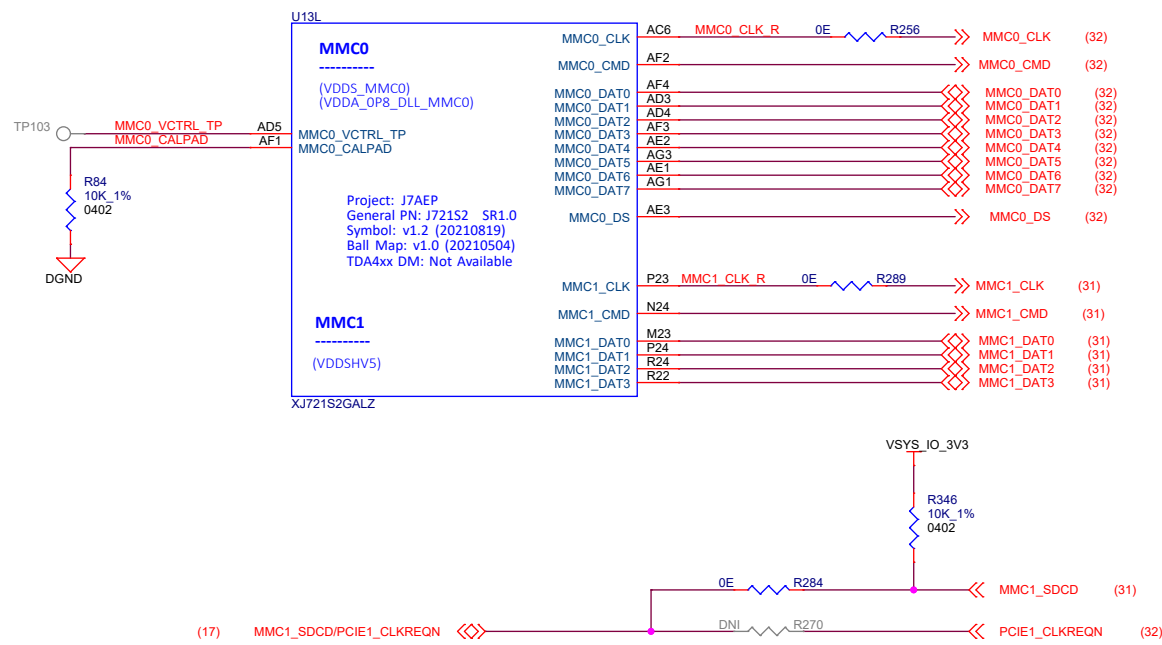 U13L
MMC0
----------
(VDDS_MMC0)
(VDDA_0P8_DLL_MMC0)
MMC0_CLK AC6 MMC0_CLK_R 0E R256 MMC0_CLK (32)
MMC0_CMD AF2 MMC0_CMD (32)
MMC0_DAT0 AF4 MMC0_DAT0 (32)
MMC0_DAT1 AD3 MMC0_DAT1 (32)
MMC0_DAT2 AD4 MMC0_DAT2 (32)
MMC0_DAT3 AF3 MMC0_DAT3 (32)
MMC0_DAT4 AE2 MMC0_DAT4 (32)
MMC0_DAT5 AG3 MMC0_DAT5 (32)
MMC0_DAT6 AE1 MMC0_DAT6 (32)
MMC0_DAT7 AG1 MMC0_DAT7 (32)
MMC0_DS AE3 MMC0_DS (32)
TP103 MMC0_VCTRL_TP AD5 MMC0_VCTRL_TP
MMC0_CALPAD AF1 MMC0_CALPAD
R84
10K_1%
0402
DGND
Project: J7AEP
General PN: J721S2 SR1.0
Symbol: v1.2 (20210819)
Ball Map: v1.0 (20210504)
TDA4xx DM: Not Available
MMC1
----------
(VDDSHV5)
MMC1_CLK P23 MMC1_CLK_R 0E R289 MMC1_CLK (31)
MMC1_CMD N24 MMC1_CMD (31)
MMC1_DAT0 M23 MMC1_DAT0 (31)
MMC1_DAT1 P24 MMC1_DAT1 (31)
MMC1_DAT2 R24 MMC1_DAT2 (31)
MMC1_DAT3 R22 MMC1_DAT3 (31)
XJ721S2GALZ
VSYS_IO_3V3
R346
10K_1%
0402
0E R284 MMC1_SDCD (31)
(17) MMC1_SDCD/PCIE1_CLKREQN DNI R270 PCIE1_CLKREQN (32)